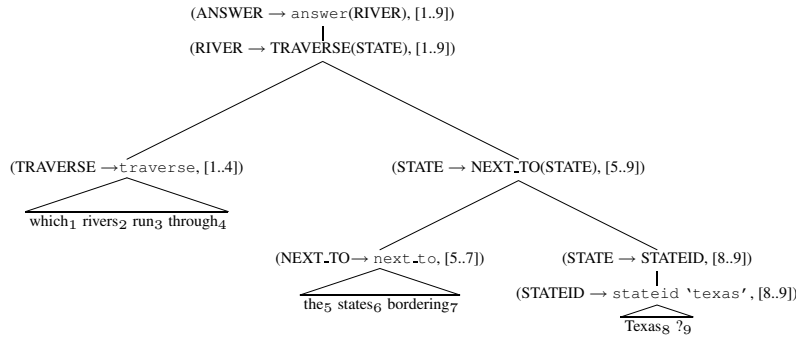 (ANSWER → answer(RIVER), [1..9])
(RIVER → TRAVERSE(STATE), [1..9])
(TRAVERSE →traverse, [1..4])
(STATE → NEXT_TO(STATE), [5..9])
which₁ rivers₂ run₃ through₄
(NEXT_TO→ next_to, [5..7])
(STATE → STATEID, [8..9])
(STATEID → stateid ‘texas’, [8..9])
the₅ states₆ bordering₇
Texas₈ ?₉